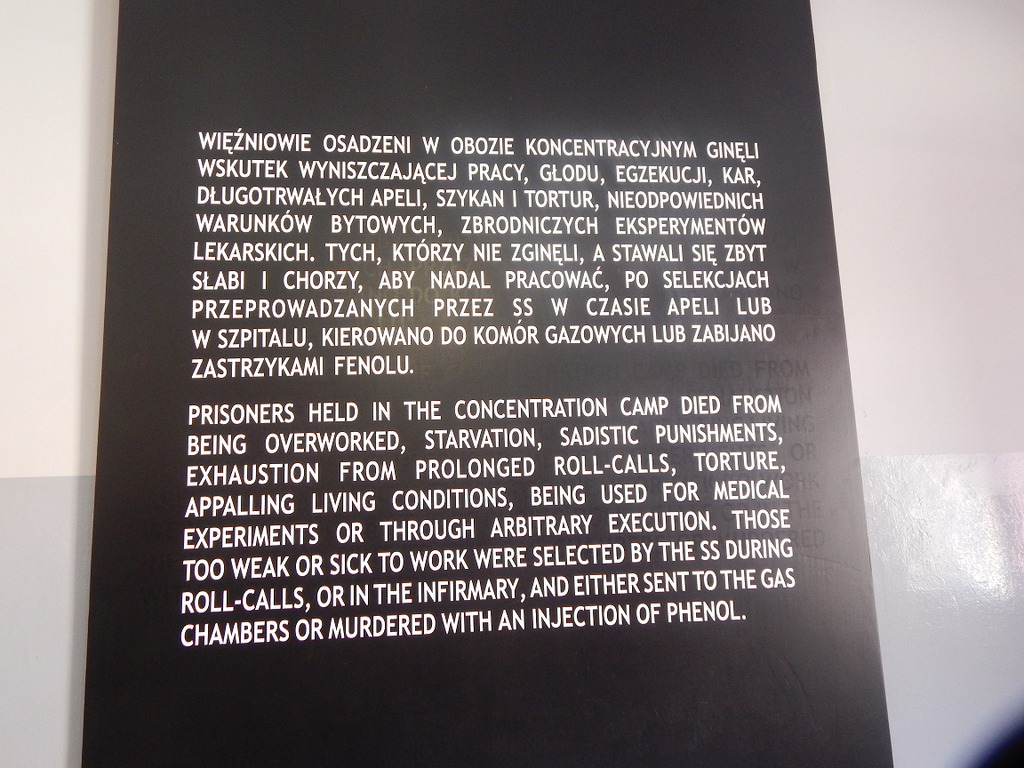 WIĘŹNIOWIE OSADZENI W OBOZIE KONCENTRACYJNYM GINĘLI
WSKUTEK WYNISZCZAJĄCEJ PRACY, GŁODU, EGZEKUCJI, KAR,
DŁUGOTRWAŁYCH APELI, SZYKAN I TORTUR, NIEODPOWIEDNICH
WARUNKÓW BYTOWYCH, ZBRODNICZYCH EKSPERYMENTÓW
LEKARSKICH. TYCH, KTÓRZY NIE ZGINĘLI, A STAWALI SIĘ ZBYT
SŁABI I CHORZY, ABY NADAL PRACOWAĆ, PO SELEKCJACH
PRZEPROWADZANYCH PRZEZ SS W CZASIE APELI LUB
W SZPITALU, KIEROWANO DO KOMÓR GAZOWYCH LUB ZABIJANO
ZASTRZYKAMI FENOLU.
PRISONERS HELD IN THE CONCENTRATION CAMP DIED FROM
BEING OVERWORKED, STARVATION, SADISTIC PUNISHMENTS,
EXHAUSTION FROM PROLONGED ROLL-CALLS, TORTURE,
APPALLING LIVING CONDITIONS, BEING USED FOR MEDICAL
EXPERIMENTS OR THROUGH ARBITRARY EXECUTION. THOSE
TOO WEAK OR SICK TO WORK WERE SELECTED BY THE SS DURING
ROLL-CALLS, OR IN THE INFIRMARY, AND EITHER SENT TO THE GAS
CHAMBERS OR MURDERED WITH AN INJECTION OF PHENOL.